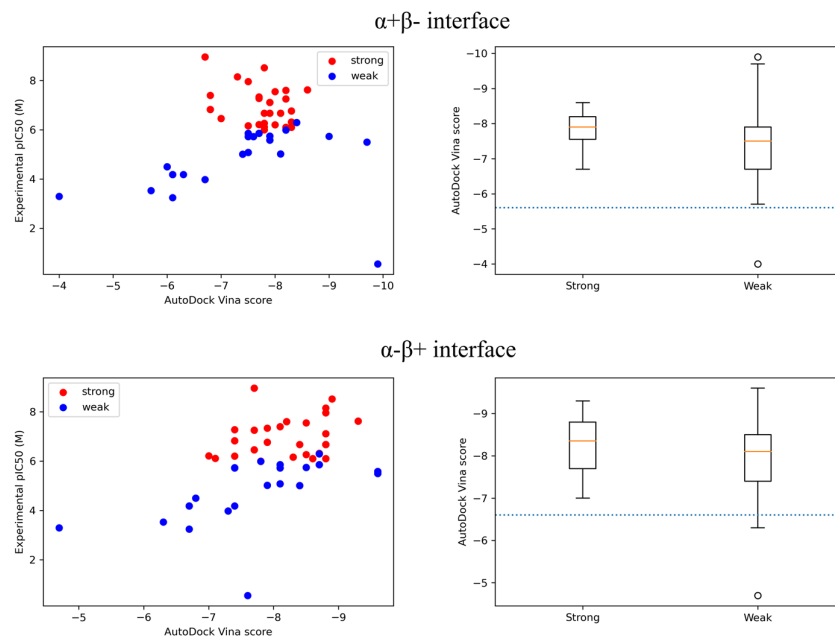 α+β- interface
Experimental pIC50 (M)
8
6
4
2
strong
weak
−4
−5
−6
−7
−8
−9
−10
AutoDock Vina score
AutoDock Vina score
−10
−9
−8
−7
−6
−5
−4
Strong
Weak
α-β+ interface
Experimental pIC50 (M)
8
6
4
2
strong
weak
−5
−6
−7
−8
−9
AutoDock Vina score
AutoDock Vina score
−9
−8
−7
−6
−5
Strong
Weak